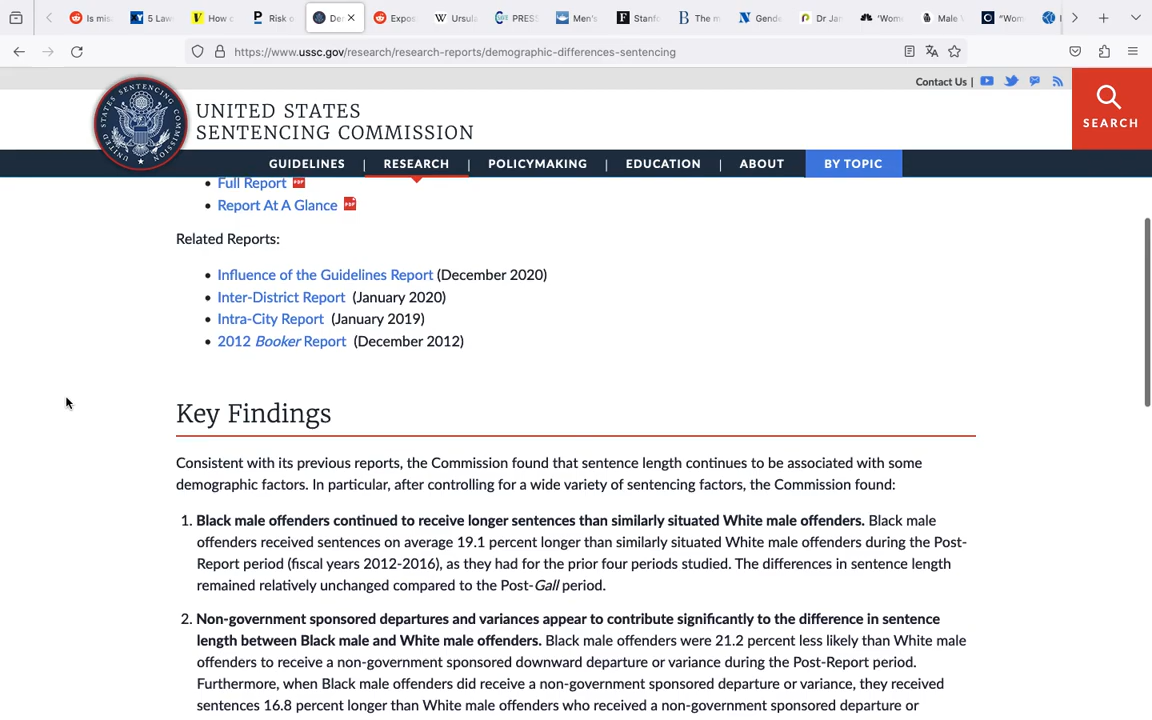 Is mis
5 Law
How c
Risk o
De
Expos
Ursula
PRESS
Men's
Stanf
The m
Gende
Dr Jar
'Wome
Male
"Wom
https://www.ussc.gov/research/research-reports/demographic-differences-sentencing
Contact Us |
UNITED STATES
SENTENCING COMMISSION
SEARCH
GUIDELINES | RESEARCH | POLICYMAKING | EDUCATION | ABOUT BY TOPIC
• Full Report
• Report At A Glance
Related Reports:
• Influence of the Guidelines Report (December 2020)
• Inter-District Report (January 2020)
• Intra-City Report (January 2019)
• 2012 Booker Report (December 2012)
Key Findings
Consistent with its previous reports, the Commission found that sentence length continues to be associated with some
demographic factors. In particular, after controlling for a wide variety of sentencing factors, the Commission found:
1. Black male offenders continued to receive longer sentences than similarly situated White male offenders. Black male
offenders received sentences on average 19.1 percent longer than similarly situated White male offenders during the Post-
Report period (fiscal years 2012-2016), as they had for the prior four periods studied. The differences in sentence length
remained relatively unchanged compared to the Post-Gall period.
2. Non-government sponsored departures and variances appear to contribute significantly to the difference in sentence
length between Black male and White male offenders. Black male offenders were 21.2 percent less likely than White male
offenders to receive a non-government sponsored downward departure or variance during the Post-Report period.
Furthermore, when Black male offenders did receive a non-government sponsored departure or variance, they received
sentences 16.8 percent longer than White male offenders who received a non-government sponsored departure or